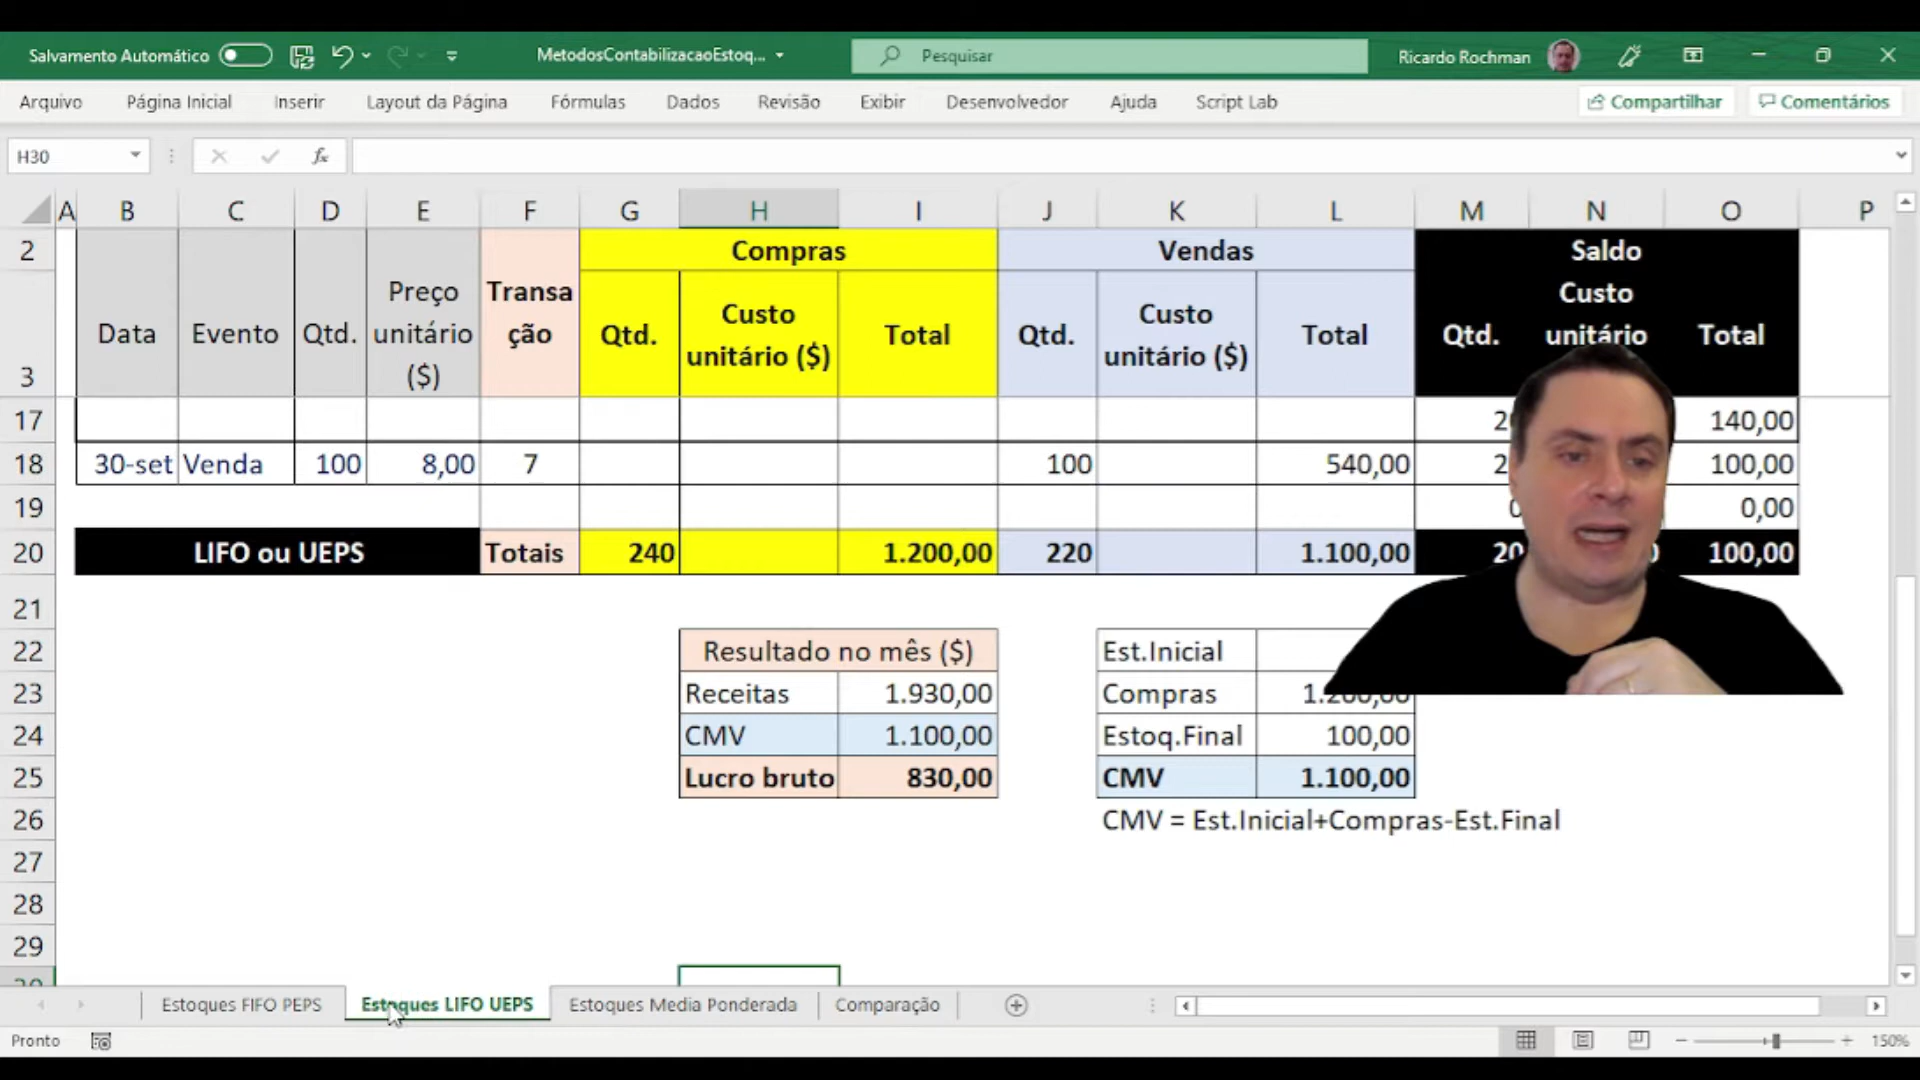 Salvamento Automático MetodosContabilizacaoEstoq... Pesquisar Ricardo Rochman
Arquivo Página Inicial Inserir Layout da Página Fórmulas Dados Revisão Exibir Desenvolvedor Ajuda Script Lab Compartilhar Comentários
H30 fx
A B C D E F G H I J K L M N O P
2 Compras Vendas Saldo
3 Data Evento Qtd. Preço unitário ($) Transa ção Qtd. Custo unitário ($) Total Qtd. Custo unitário ($) Total Qtd. Custo unitário Total
17 140,00
18 30-set Venda 100 8,00 7 100 540,00 100,00
19 0,00
20 LIFO ou UEPS Totais 240 1.200,00 220 1.100,00 20 100,00
21
22 Resultado no mês ($) Est.Inicial
23 Receitas 1.930,00 Compras
24 CMV 1.100,00 Estoq.Final 100,00
25 Lucro bruto 830,00 CMV 1.100,00
26 CMV = Est.Inicial+Compras-Est.Final
27
28
29
Estoques FIFO PEPS Estoques LIFO UEPS Estoques Media Ponderada Comparação
Pronto 150%